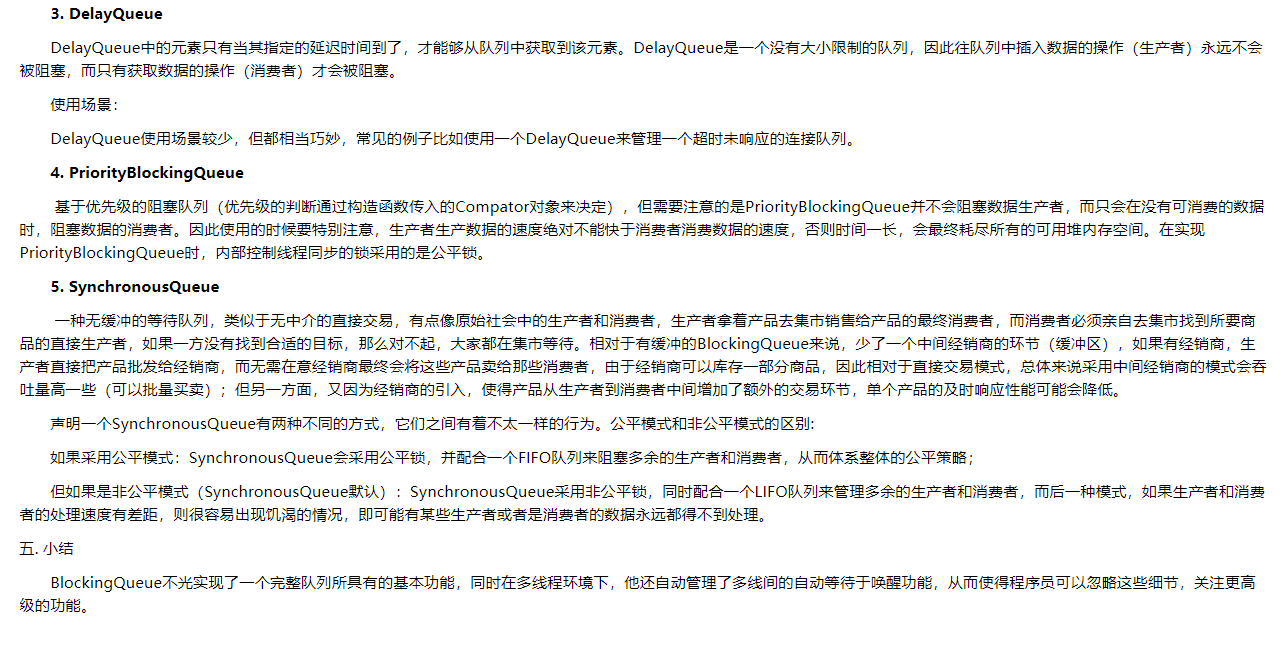 3. DelayQueue
DelayQueue中的元素只有当其指定的延迟时间到了，才能够从队列中获取到该元素。DelayQueue是一个没有大小限制的队列，因此往队列中插入数据的操作（生产者）永远不会
被阻塞，而只有获取数据的操作（消费者）才会被阻塞。
使用场景：
DelayQueue使用场景较少，但都相当巧妙，常见的例子比如使用一个DelayQueue来管理一个超时未响应的连接队列。
4. PriorityBlockingQueue
基于优先级的阻塞队列（优先级的判断通过构造函数传入的Compator对象来决定），但需要注意的是PriorityBlockingQueue并不会阻塞数据生产者，而只会在没有可消费的数据
时，阻塞数据的消费者。因此使用的时候要特别注意，生产者生产数据的速度绝对不能快于消费者消费数据的速度，否则时间一长，会最终耗尽所有的可用堆内存空间。在实现
PriorityBlockingQueue时，内部控制线程同步的锁采用的是公平锁。
5. SynchronousQueue
一种无缓冲的等待队列，类似于无中介的直接交易，有点像原始社会中的生产者和消费者，生产者拿着产品去集市销售给产品的最终消费者，而消费者必须亲自去集市找到所要商
品的直接生产者，如果一方没有找到合适的目标，那么对不起，大家都在集市等待。相对于有缓冲的BlockingQueue来说，少了一个中间经销商的环节（缓冲区），如果有经销商，生
产者直接把产品批发给经销商，而无需在意经销商最终会将这些产品卖给那些消费者，由于经销商可以库存一部分商品，因此相对于直接交易模式，总体来说采用中间经销商的模式会吞
吐量高一些（可以批量买卖）；但另一方面，又因为经销商的引入，使得产品从生产者到消费者中间增加了额外的交易环节，单个产品的及时响应性能可能会降低。
声明一个SynchronousQueue有两种不同的方式，它们之间有着不太一样的行为。公平模式和非公平模式的区别:
如果采用公平模式：SynchronousQueue会采用公平锁，并配合一个FIFO队列来阻塞多余的生产者和消费者，从而体系整体的公平策略；
但如果是非公平模式（SynchronousQueue默认）：SynchronousQueue采用非公平锁，同时配合一个LIFO队列来管理多余的生产者和消费者，而后一种模式，如果生产者和消费
者的处理速度有差距，则很容易出现饥渴的情况，即可能有某些生产者或者是消费者的数据永远都得不到处理。
五. 小结
BlockingQueue不光实现了一个完整队列所具有的基本功能，同时在多线程环境下，他还自动管理了多线间的自动等待于唤醒功能，从而使得程序员可以忽略这些细节，关注更高
级的功能。